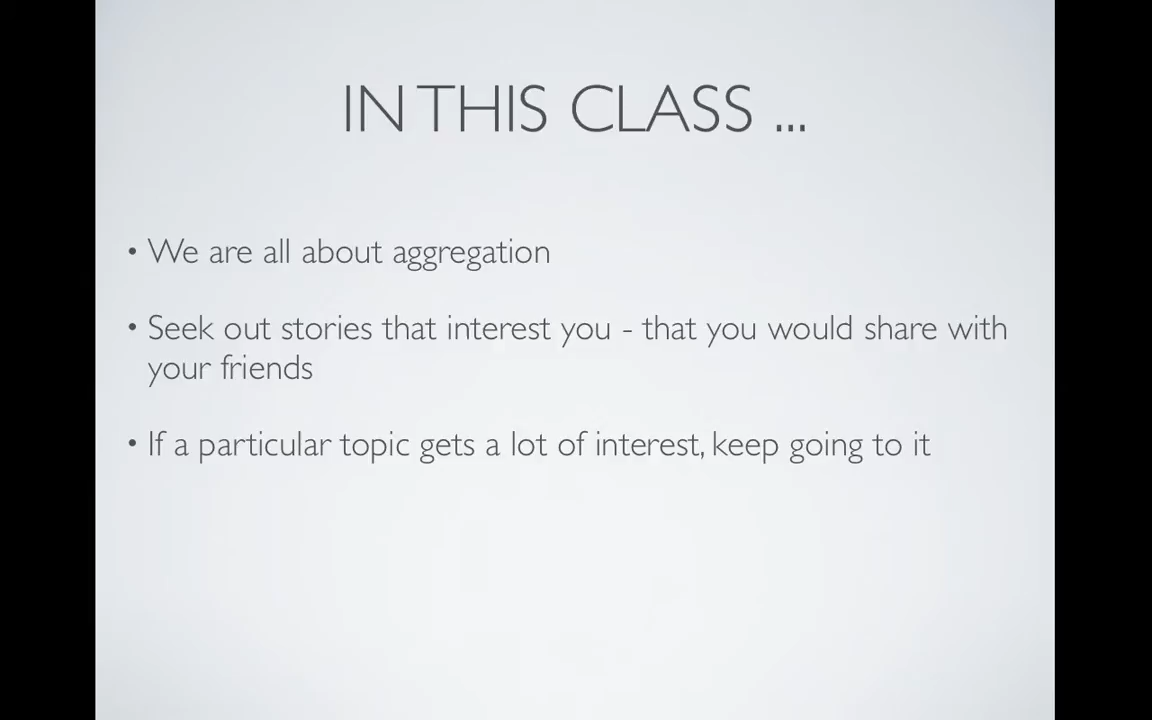 IN THIS CLASS ...
• We are all about aggregation
• Seek out stories that interest you - that you would share with
your friends
• If a particular topic gets a lot of interest, keep going to it